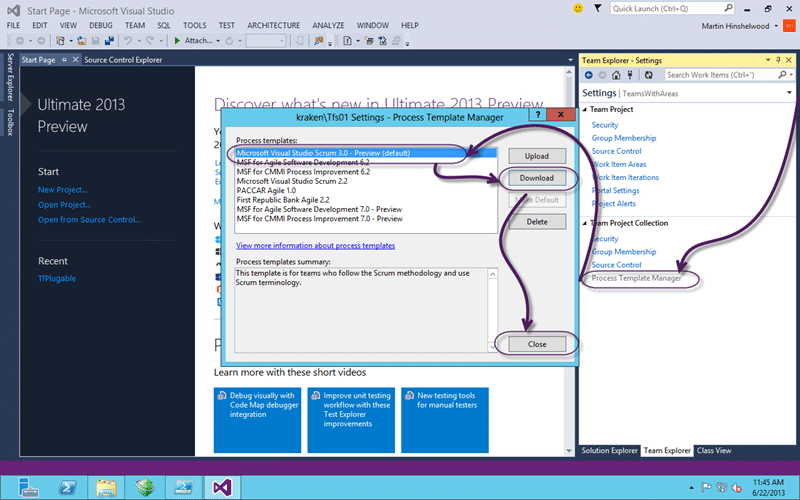 Start Page - Microsoft Visual Studio
Quick Launch (Ctrl+Q)
FILE EDIT VIEW DEBUG TEAM SQL TOOLS TEST ARCHITECTURE ANALYZE WINDOW HELP
Martin Hinshelwood
Attach...
Server Explorer
Toolbox
Start Page
Source Control Explorer
Ultimate 2013
Preview
Start
New Project...
Open Project...
Open from Source Control...
Recent
TfPlugable
Discover what's new in Ultimate 2013 Preview
kraken\Tfs01 Settings - Process Template Manager
Process templates:
Microsoft Visual Studio Scrum 3.0 - Preview (default)
MSF for Agile Software Development 6.2
MSF for CMMI Process Improvement 6.2
Microsoft Visual Studio Scrum 2.2
PACCAR Agile 1.0
First Republic Bank Agile 2.2
MSF for Agile Software Development 7.0 - Preview
MSF for CMMI Process Improvement 7.0 - Preview
Upload
Download
Default
Delete
View more information about process templates
Process templates summary:
This template is for teams who follow the Scrum methodology and use
Scrum terminology.
Close
Learn more with these short videos
Debug visually with
Code Map debugger
integration
Improve unit testing
workflow with these
Test Explorer
improvements
New testing tools
for manual testers
Team Explorer - Settings
Search Work Items (Ctrl+')
Settings | TeamsWithAreas
Team Project
Security
Group Membership
Source Control
Work Item Areas
Work Item Iterations
Portal Settings
Project Alerts
Team Project Collection
Security
Group Membership
Source Control
Process Template Manager
Solution Explorer Team Explorer Class View
11:45 AM
6/22/2013